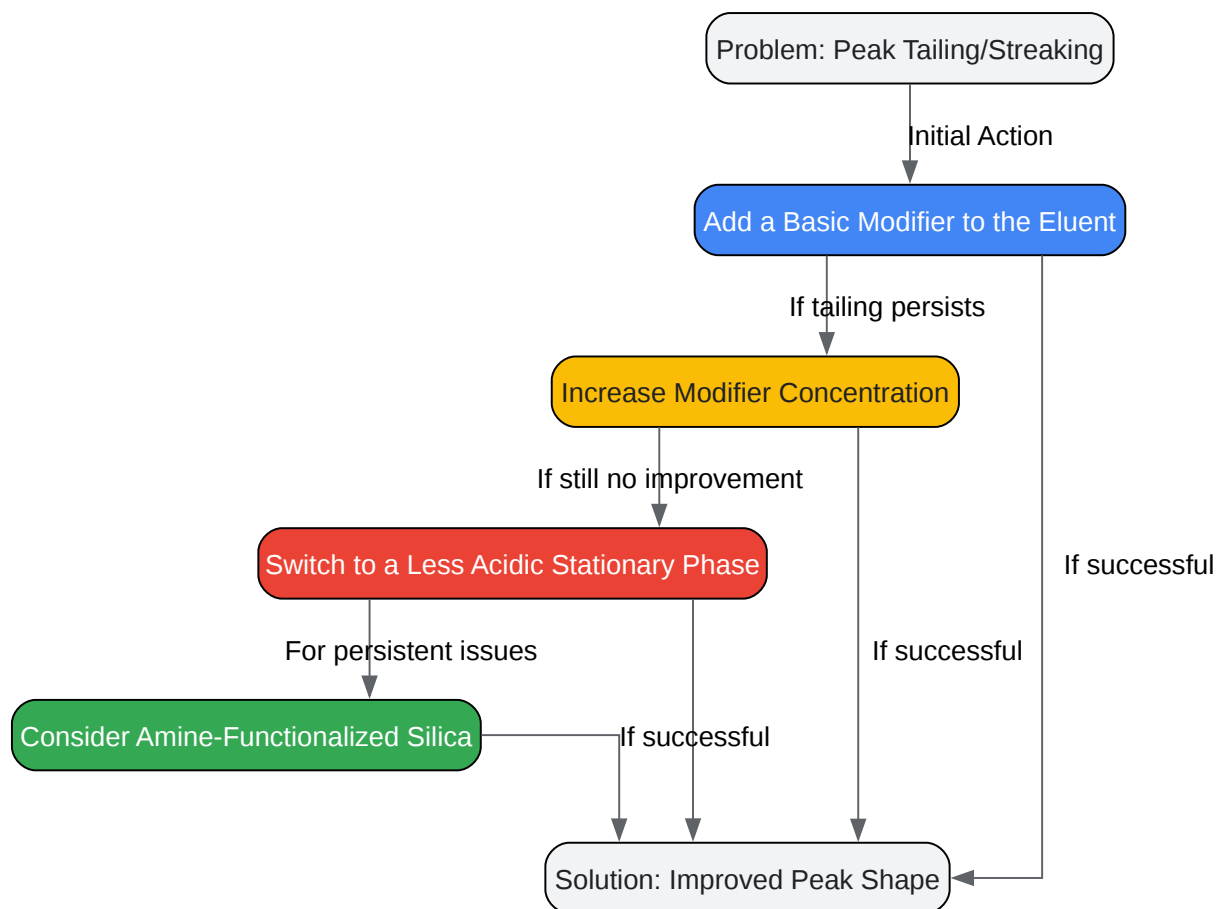 Problem: Peak Tailing/Streaking
Initial Action
Add a Basic Modifier to the Eluent
If tailing persists
Increase Modifier Concentration
If still no improvement
Switch to a Less Acidic Stationary Phase
If successful
For persistent issues
If successful
Consider Amine-Functionalized Silica
If successful
Solution: Improved Peak Shape